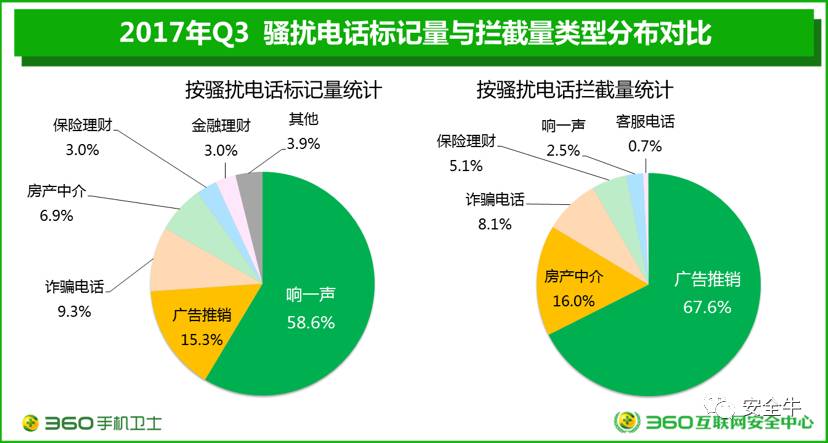 2017年Q3 骚扰电话标记量与拦截量类型分布对比
按骚扰电话标记量统计
其他
3.9%
金融理财
3.0%
保险理财
3.0%
房产中介
6.9%
诈骗电话
9.3%
广告推销
15.3%
响一声
58.6%
按骚扰电话拦截量统计
客服电话
0.7%
响一声
2.5%
保险理财
5.1%
诈骗电话
8.1%
房产中介
16.0%
广告推销
67.6%
360手机卫士
安全牛
360互联网安全中心